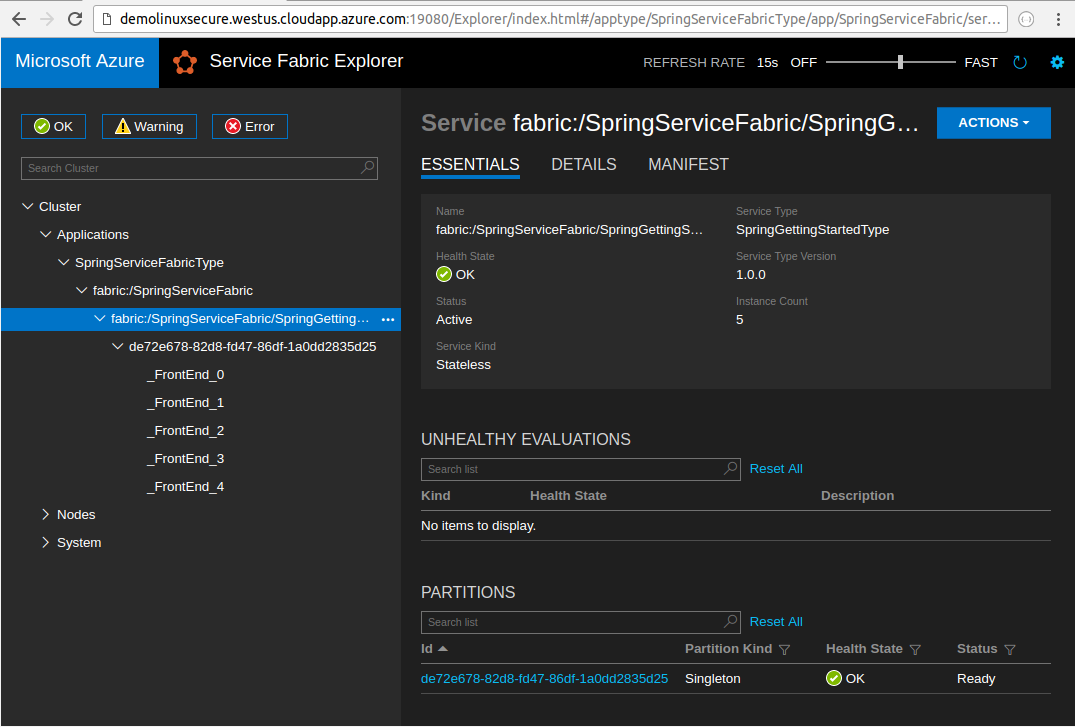 demolinuxsecure.westus.cloudapp.azure.com:19080/Explorer/index.html#/apptype/SpringServiceFabricType/app/SpringServiceFabric/ser...
Microsoft Azure
Service Fabric Explorer
REFRESH RATE 15s OFF FAST
OK Warning Error
Search Cluster
Cluster
Applications
SpringServiceFabricType
fabric:/SpringServiceFabric
fabric:/SpringServiceFabric/SpringGetting...
de72e678-82d8-fd47-86df-1a0dd2835d25
_FrontEnd_0
_FrontEnd_1
_FrontEnd_2
_FrontEnd_3
_FrontEnd_4
Nodes
System
Service fabric:/SpringServiceFabric/SpringG...
ACTIONS
ESSENTIALS DETAILS MANIFEST
Name
fabric:/SpringServiceFabric/SpringGettingS...
Health State
OK
Status
Active
Service Kind
Stateless
Service Type
SpringGettingStartedType
Service Type Version
1.0.0
Instance Count
5
UNHEALTHY EVALUATIONS
Search list Reset All
Kind Health State Description
No items to display.
PARTITIONS
Search list Reset All
Id Partition Kind Health State Status
de72e678-82d8-fd47-86df-1a0dd2835d25 Singleton OK Ready